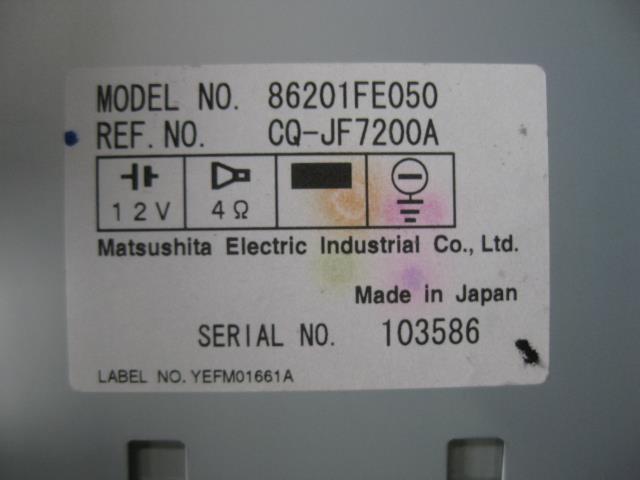 MODEL NO. 86201FE050
REF.NO. CQ-JF7200A
12V 4Ω
Matsushita Electric Industrial Co., Ltd.
Made in Japan
SERIAL NO. 103586
LABEL NO. YEFM01661A